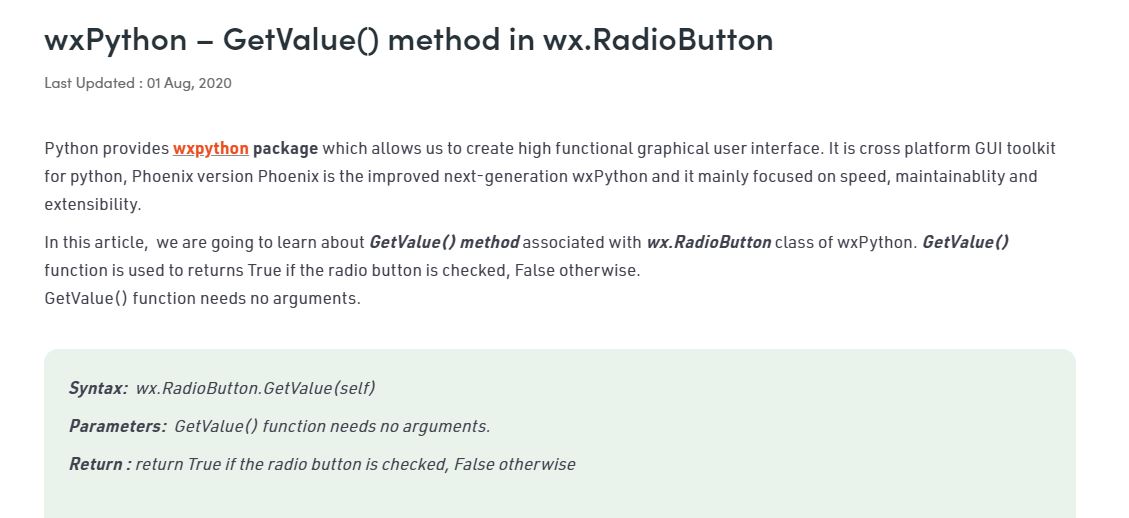 wxPython – GetValue() method in wx.RadioButton
Last Updated : 01 Aug, 2020
Python provides wxpython package which allows us to create high functional graphical user interface. It is cross platform GUI toolkit
for python, Phoenix version Phoenix is the improved next-generation wxPython and it mainly focused on speed, maintainablity and
extensibility.
In this article,  we are going to learn about GetValue() method associated with wx.RadioButton class of wxPython. GetValue()
function is used to returns True if the radio button is checked, False otherwise.
GetValue() function needs no arguments.
Syntax:  wx.RadioButton.GetValue(self)
Parameters:  GetValue() function needs no arguments.
Return : return True if the radio button is checked, False otherwise